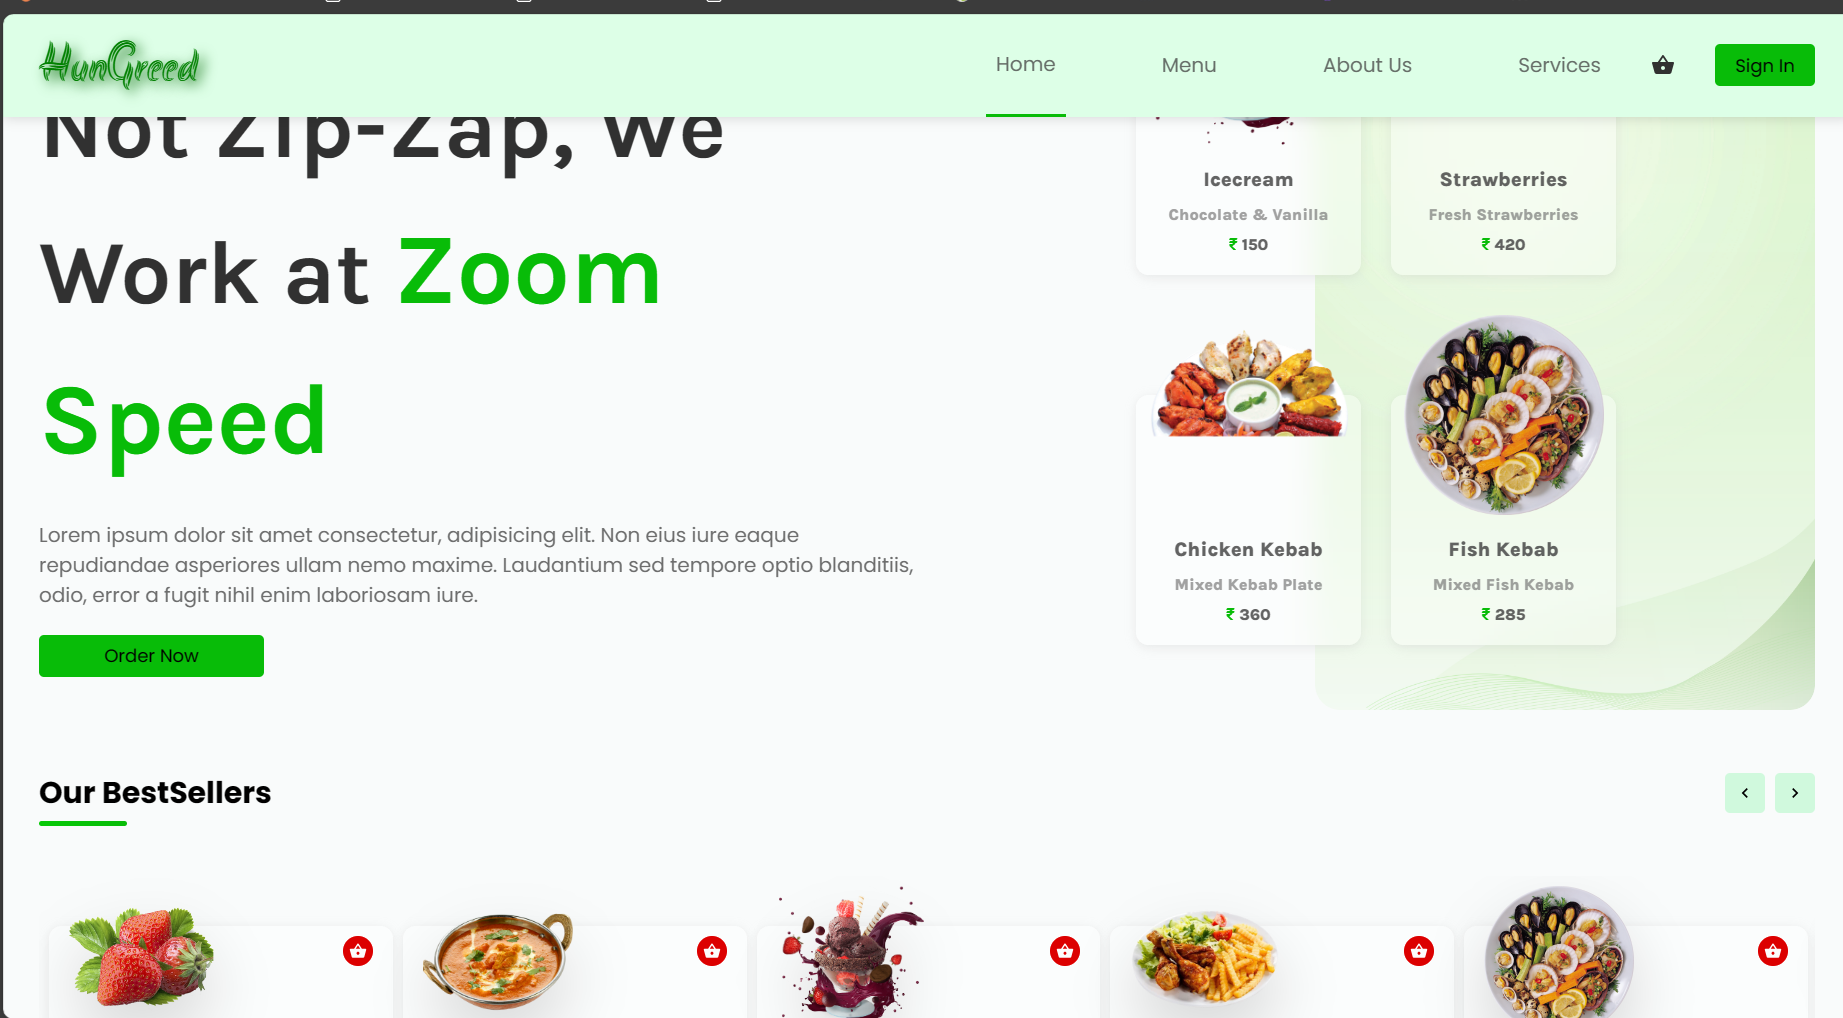 HunGreed
Home
Menu
About Us
Services
Sign In
Not Zip-Zap, We
Work at Zoom
Speed
Lorem ipsum dolor sit amet consectetur, adipisicing elit. Non eius iure eaque
repudiandae asperiores ullam nemo maxime. Laudantium sed tempore optio blanditiis,
odio, error a fugit nihil enim laboriosam iure.
Order Now
Icecream
Chocolate & Vanilla
₹ 150
Strawberries
Fresh Strawberries
₹ 420
Chicken Kebab
Mixed Kebab Plate
₹ 360
Fish Kebab
Mixed Fish Kebab
₹ 285
Our BestSellers